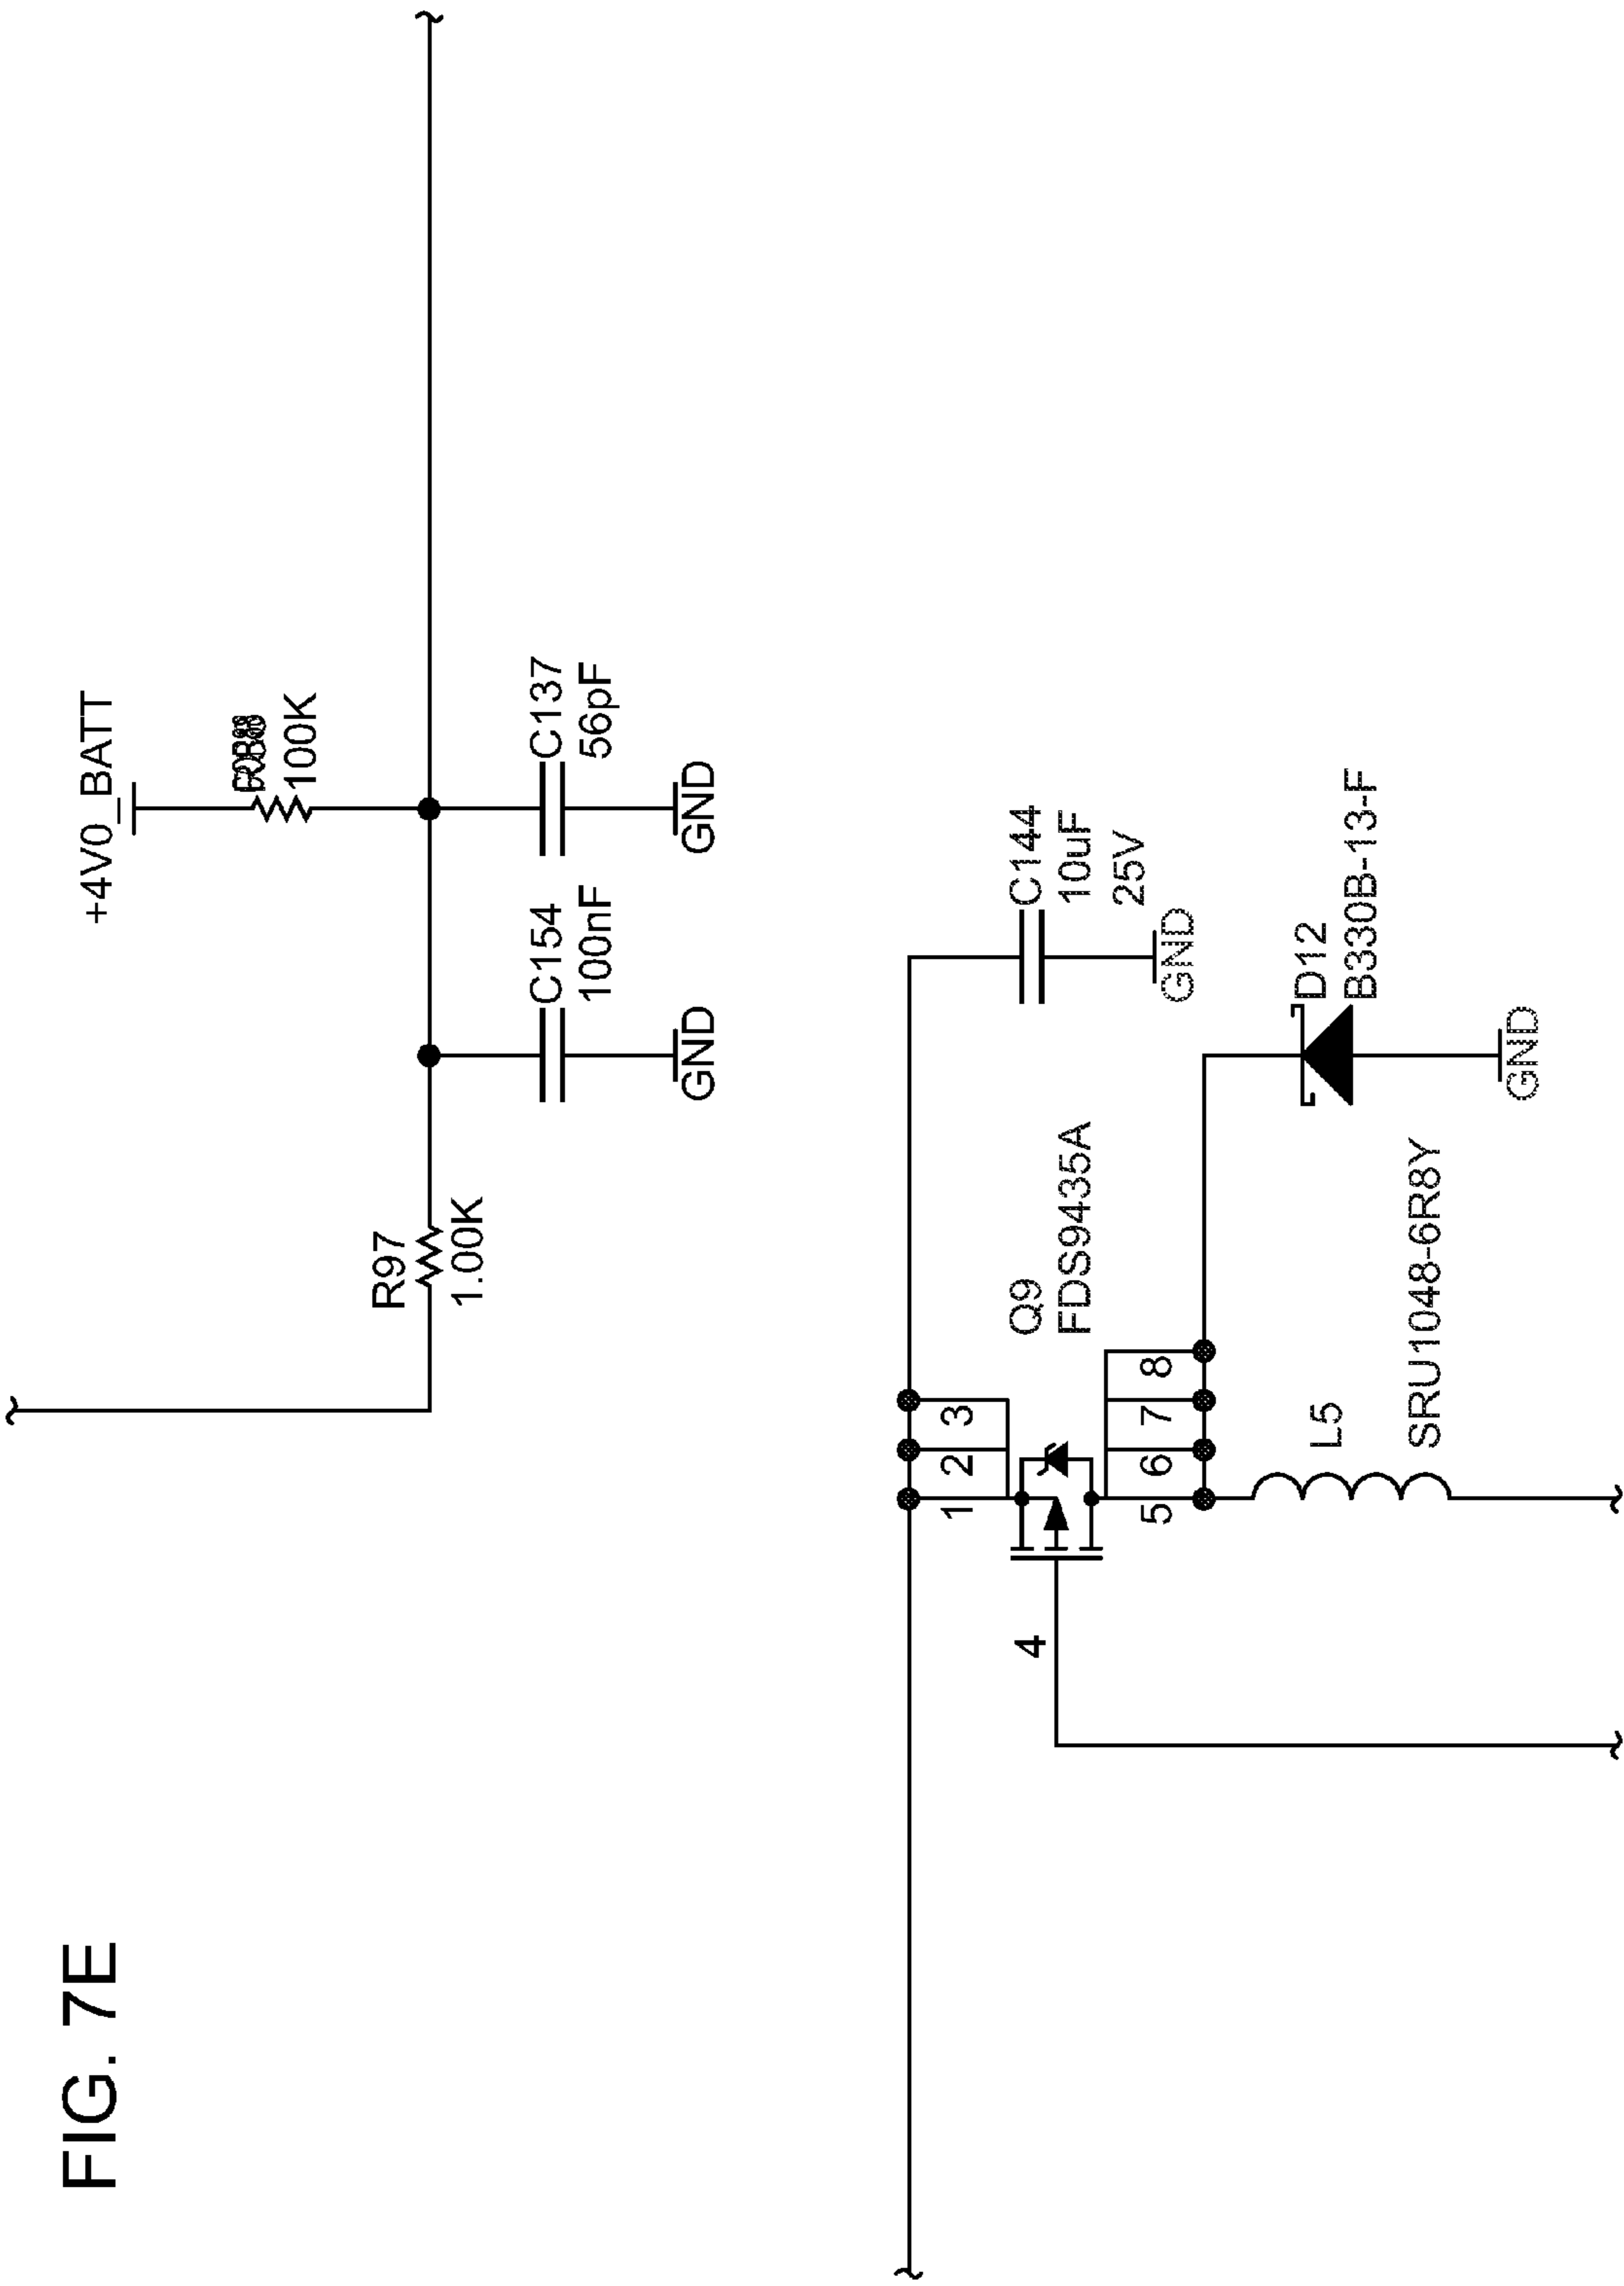 FIG. 7E
+4V0_BATT
100K
R97
1.00K
C154
100nF
GND
C137
56pF
GND
1
2
3
4
Q9
FDS9435A
5
6
7
8
C144
10uF
25V
GND
L5
SRU1048-6R8Y
D12
B330B-13-F
GND